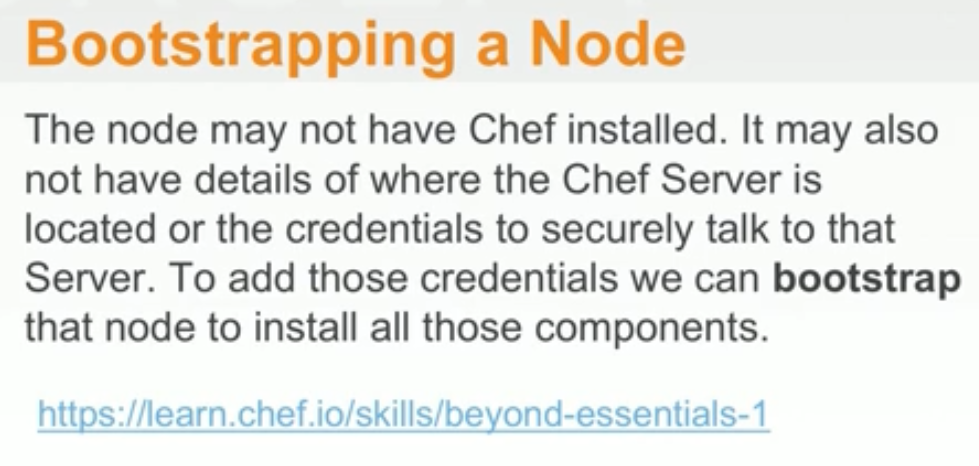 Bootstrapping a Node
The node may not have Chef installed. It may also
not have details of where the Chef Server is
located or the credentials to securely talk to that
Server. To add those credentials we can bootstrap
that node to install all those components.
https://learn.chef.io/skills/beyond-essentials-1